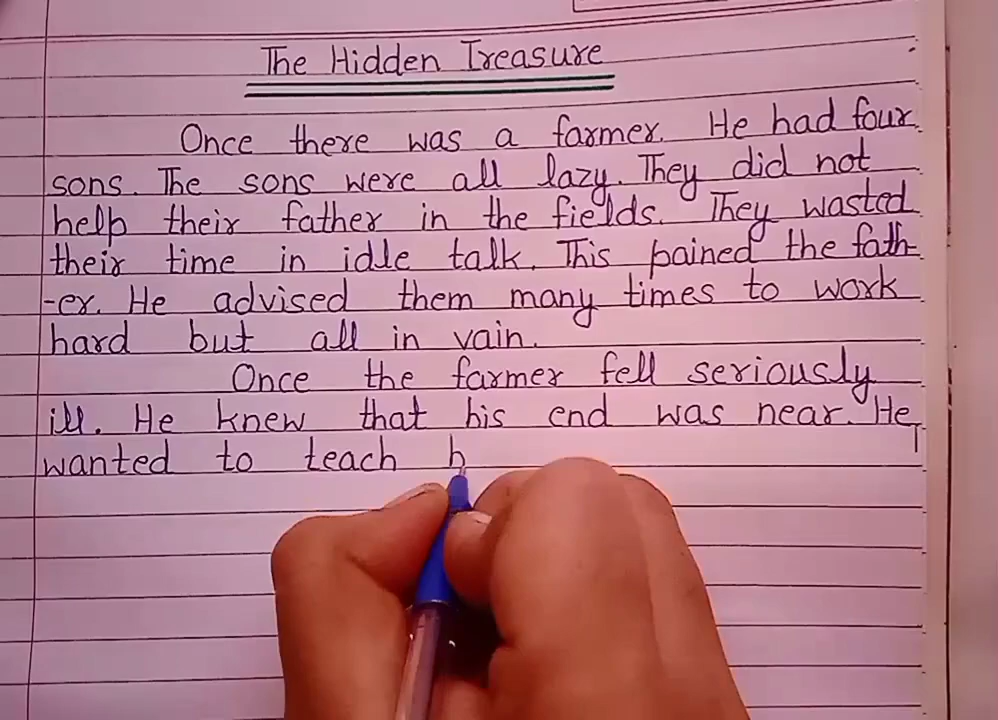 The Hidden Treasure
Once there was a farmer. He had four
sons. The sons were all lazy. They did not
help their father in the fields. They wasted
their time in idle talk. This pained the fath-
-er. He advised them many times to work
hard but all in vain.
Once the farmer fell seriously
ill. He knew that his end was near. He
wanted to teach h